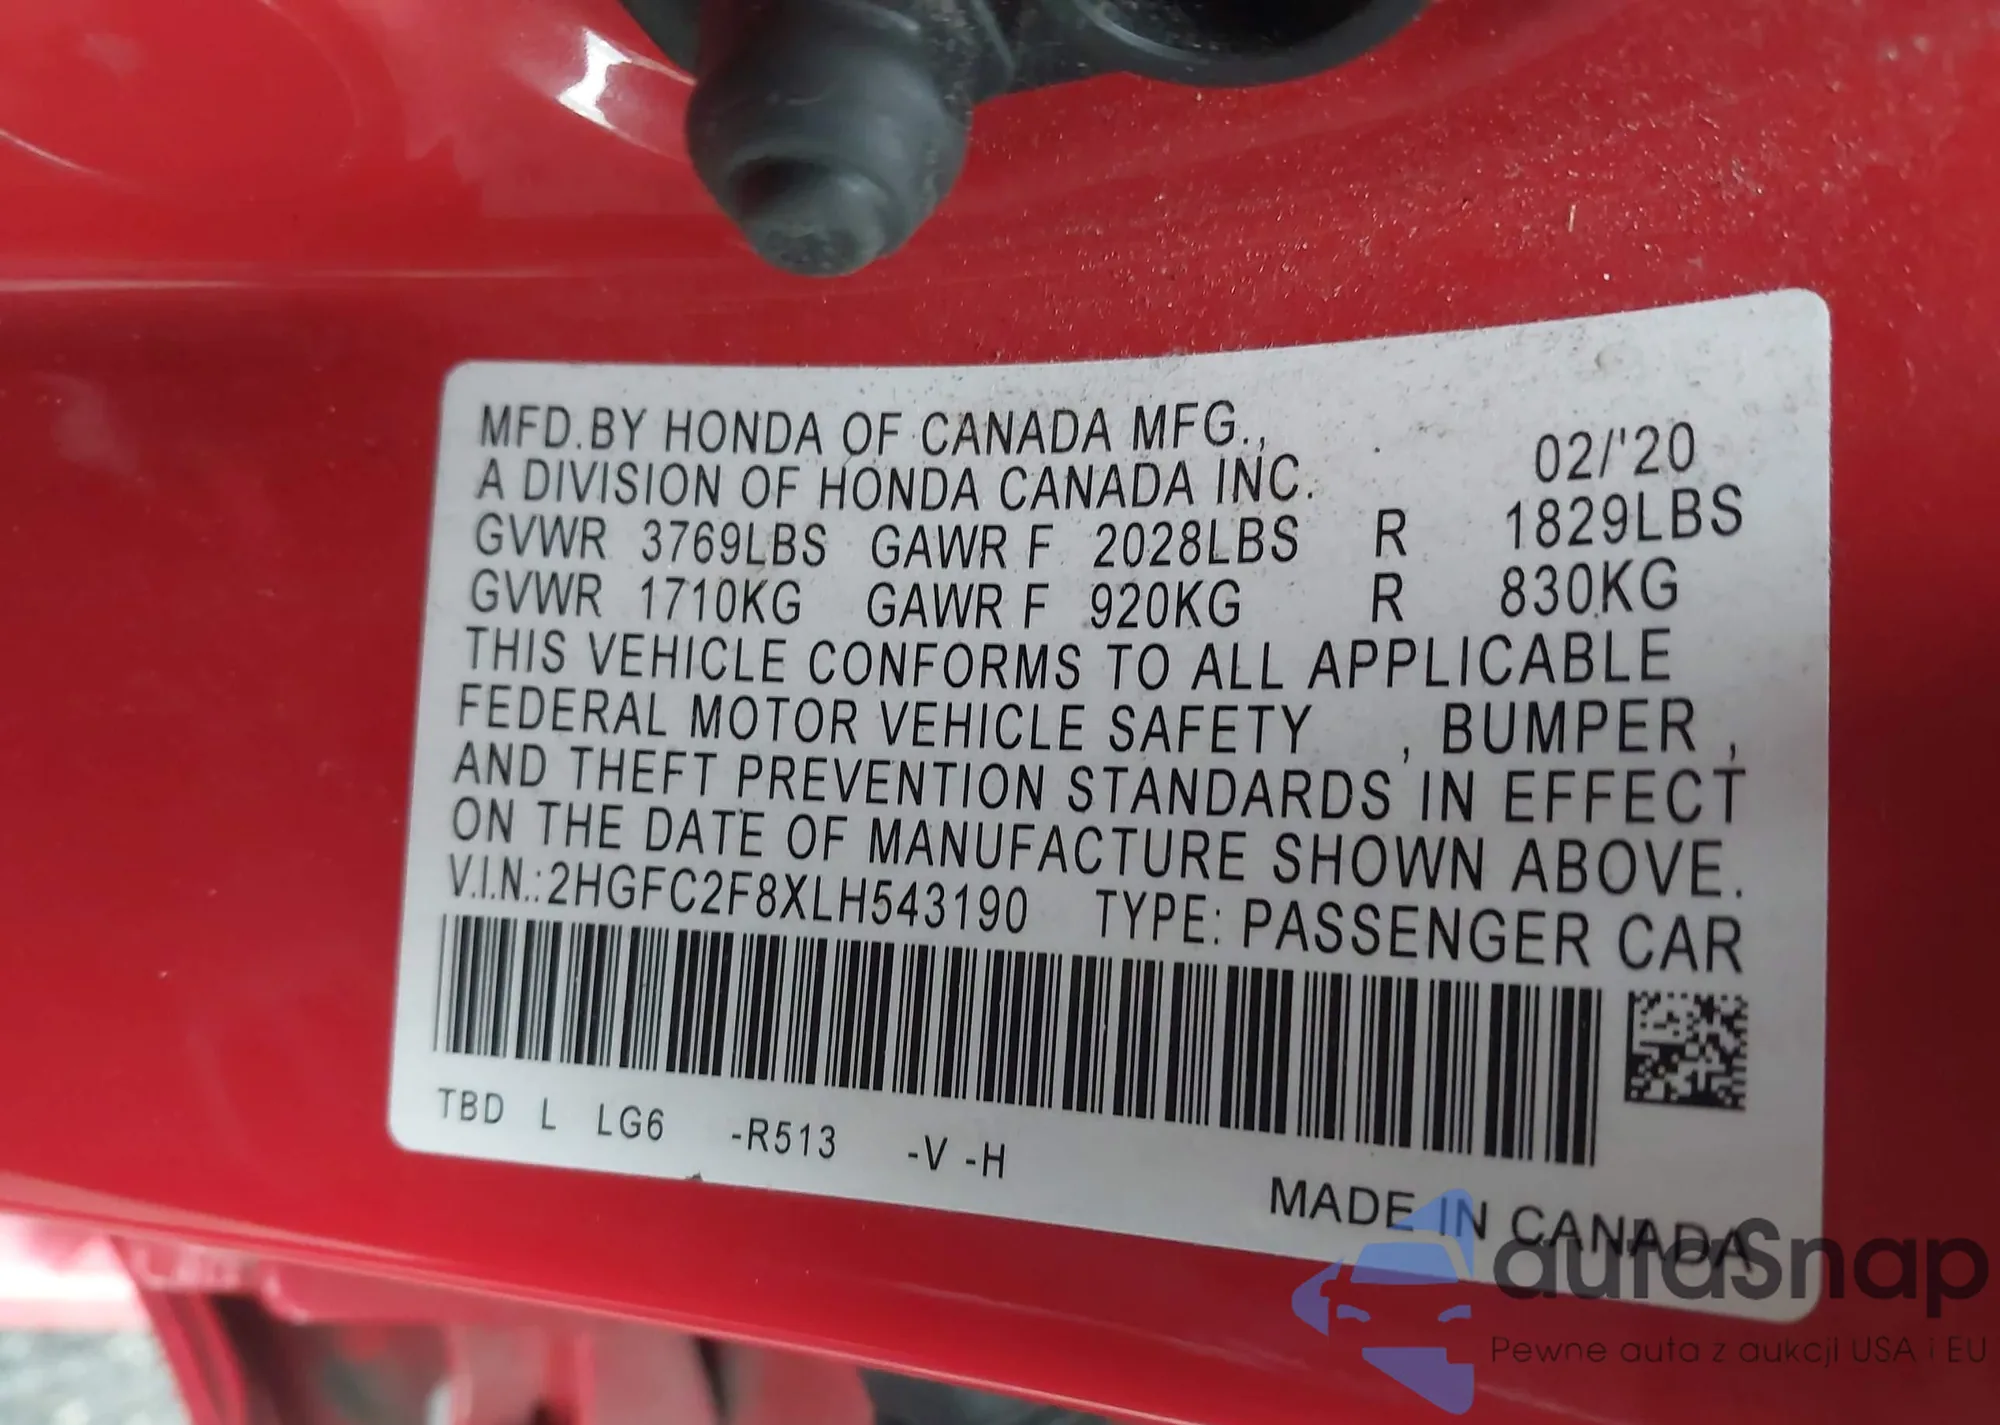 MFD.BY HONDA OF CANADA MFG.,
A DIVISION OF HONDA CANADA INC. 02/'20
GVWR 3769LBS GAWR F 2028LBS R 1829LBS
GVWR 1710KG GAWR F 920KG R 830KG
THIS VEHICLE CONFORMS TO ALL APPLICABLE
FEDERAL MOTOR VEHICLE SAFETY , BUMPER ,
AND THEFT PREVENTION STANDARDS IN EFFECT
ON THE DATE OF MANUFACTURE SHOWN ABOVE.
V.I.N.:2HGFC2F8XLH543190 TYPE: PASSENGER CAR
TBD L LG6 -R513 -V -H
MADE IN CANADA
autaSnap
Pewne auta z aukcji USA i EU